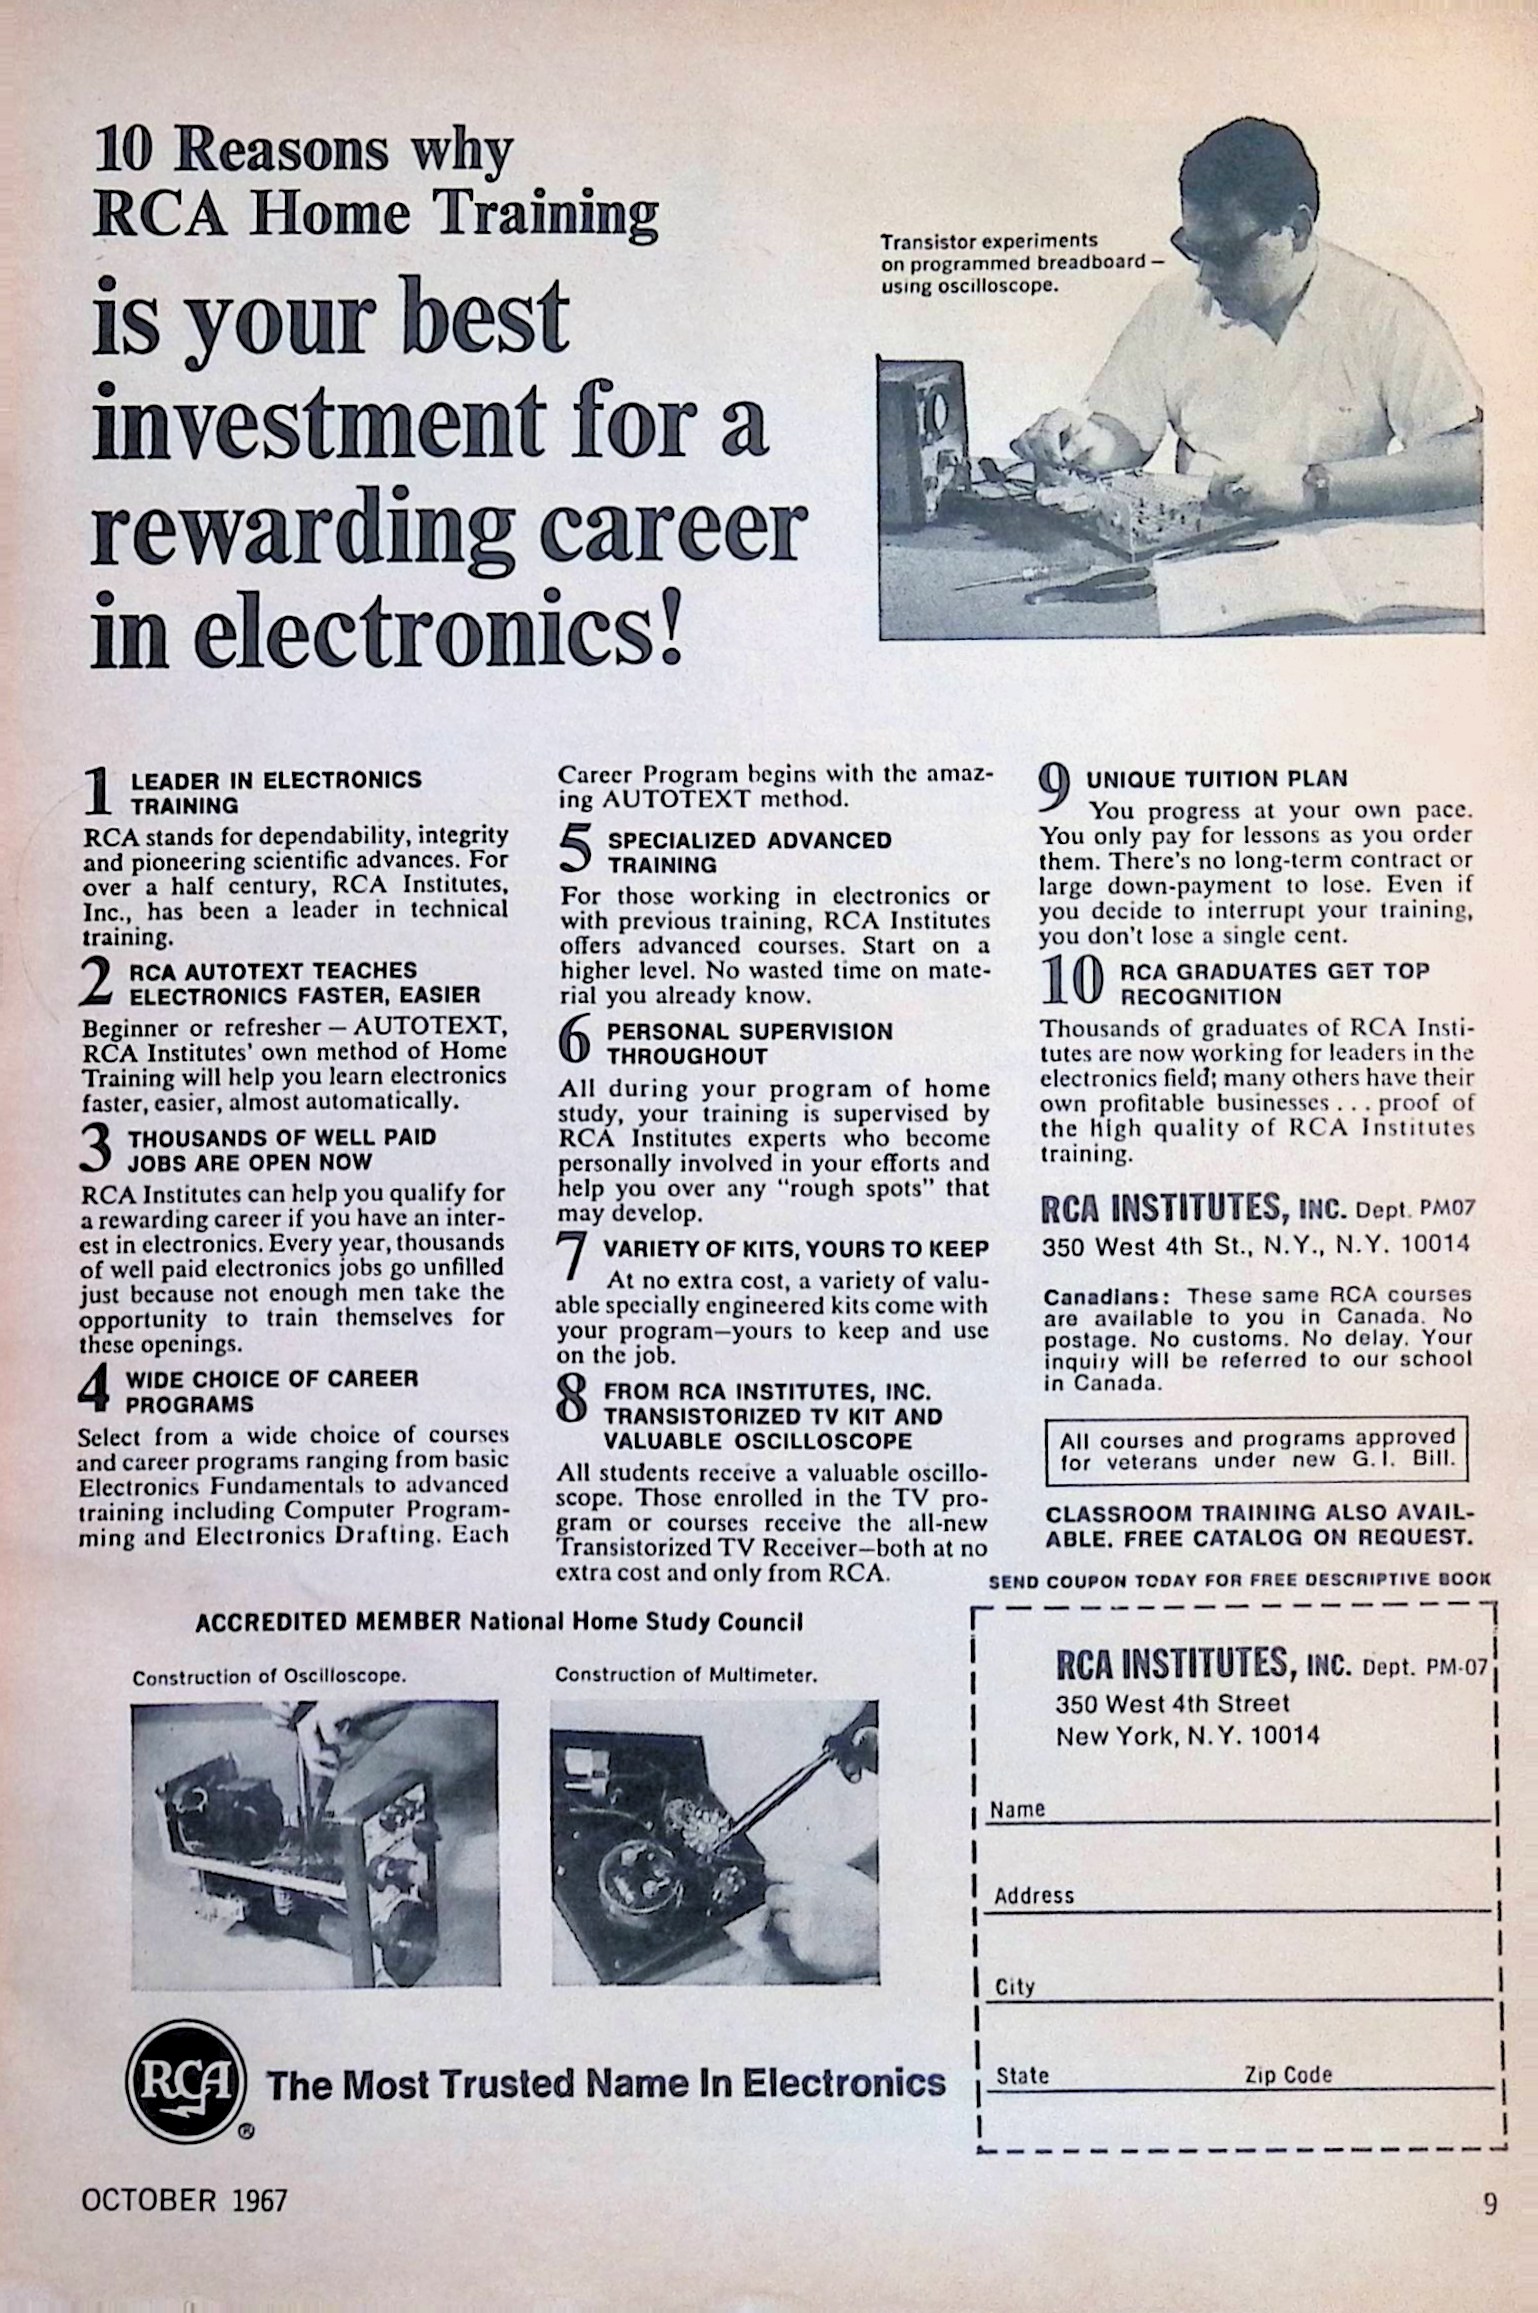 10 Reasons why
RCA Home Training
is your best
investment for a
rewarding career
in electronics!
Transistor experiments
on programmed breadboard —
using oscilloscope.
1 LEADER IN ELECTRONICS
TRAINING
RCA stands for dependability, integrity
and pioneering scientific advances. For
over a half century, RCA Institutes,
Inc., has been a leader in technical
training.
2 RCA AUTOTEXT TEACHES
ELECTRONICS FASTER, EASIER
Beginner or refresher — AUTOTEXT,
RCA Institutes' own method of Home
Training will help you learn electronics
faster, easier, almost automatically.
3 THOUSANDS OF WELL PAID
JOBS ARE OPEN NOW
RCA Institutes can help you qualify for
a rewarding career if you have an inter-
est in electronics. Every year, thousands
of well paid electronics jobs go unfilled
just because not enough men take the
opportunity to train themselves for
these openings.
4 WIDE CHOICE OF CAREER
PROGRAMS
Select from a wide choice of courses
and career programs ranging from basic
Electronics Fundamentals to advanced
training including Computer Program-
ming and Electronics Drafting. Each
Career Program begins with the amaz-
ing AUTOTEXT method.
5 SPECIALIZED ADVANCED
TRAINING
For those working in electronics or
with previous training, RCA Institutes
offers advanced courses. Start on a
higher level. No wasted time on mate-
rial you already know.
6 PERSONAL SUPERVISION
THROUGHOUT
All during your program of home
study, your training is supervised by
RCA Institutes experts who become
personally involved in your efforts and
help you over any "rough spots" that
may develop.
7 VARIETY OF KITS, YOURS TO KEEP
At no extra cost, a variety of valu-
able specially engineered kits come with
your program—yours to keep and use
on the job.
8 FROM RCA INSTITUTES, INC.
TRANSISTORIZED TV KIT AND
VALUABLE OSCILLOSCOPE
All students receive a valuable oscillo-
scope. Those enrolled in the TV pro-
gram or courses receive the all-new
Transistorized TV Receiver—both at no
extra cost and only from RCA.
9 UNIQUE TUITION PLAN
You progress at your own pace.
You only pay for lessons as you order
them. There's no long-term contract or
large down-payment to lose. Even if
you decide to interrupt your training,
you don't lose a single cent.
10 RCA GRADUATES GET TOP
RECOGNITION
Thousands of graduates of RCA Insti-
tutes are now working for leaders in the
electronics field; many others have their
own profitable businesses . . . proof of
the high quality of RCA Institutes
training.
RCA INSTITUTES, INC. Dept. PM07
350 West 4th St., N.Y., N.Y. 10014
Canadians: These same RCA courses
are available to you in Canada. No
postage. No customs. No delay. Your
inquiry will be referred to our school
in Canada.
All courses and programs approved
for veterans under new G.I. Bill.
CLASSROOM TRAINING ALSO AVAIL-
ABLE. FREE CATALOG ON REQUEST.
SEND COUPON TODAY FOR FREE DESCRIPTIVE BOOK
ACCREDITED MEMBER National Home Study Council
Construction of Oscilloscope.
Construction of Multimeter.
RCA INSTITUTES, INC. Dept. PM-07
350 West 4th Street
New York, N.Y. 10014
Name
Address
City
State Zip Code
RCA ® The Most Trusted Name In Electronics
OCTOBER 1967
9